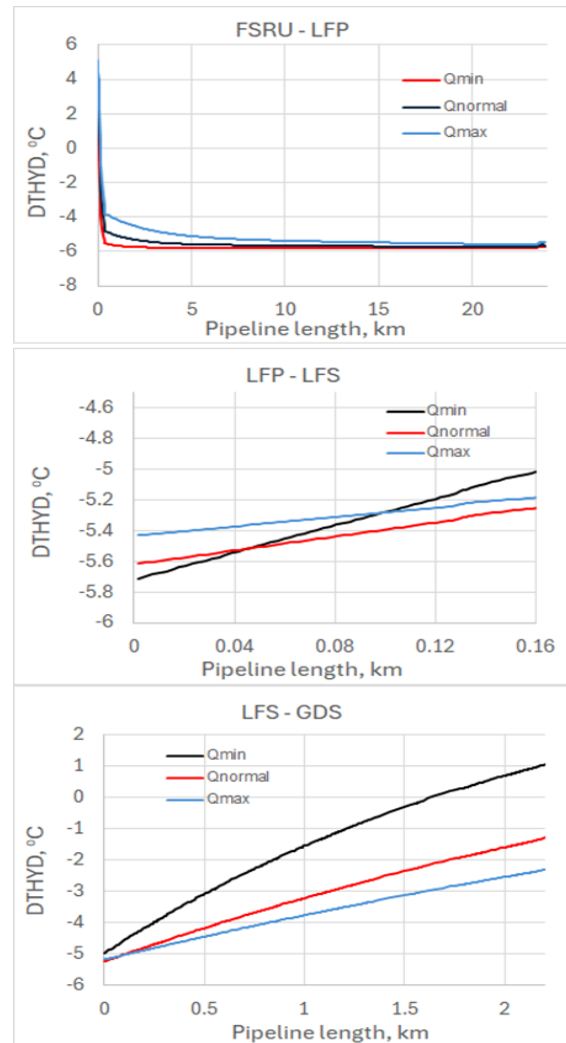 FSRU - LFP
DTHYD, ⁰C
6
4
2
0
-2
-4
-6
-8
Qmin
Qnormal
Qmax
0 5 10 15 20
Pipeline length, km
LFP - LFS
DTHYD, ⁰C
-4.6
-4.8
-5
-5.2
-5.4
-5.6
-5.8
-6
Qmin
Qnormal
Qmax
0 0.04 0.08 0.12 0.16
Pipeline length, km
LFS - GDS
DTHYD, ⁰C
2
1
0
-1
-2
-3
-4
-5
-6
Qmin
Qnormal
Qmax
0 0.5 1 1.5 2
Pipeline length, km